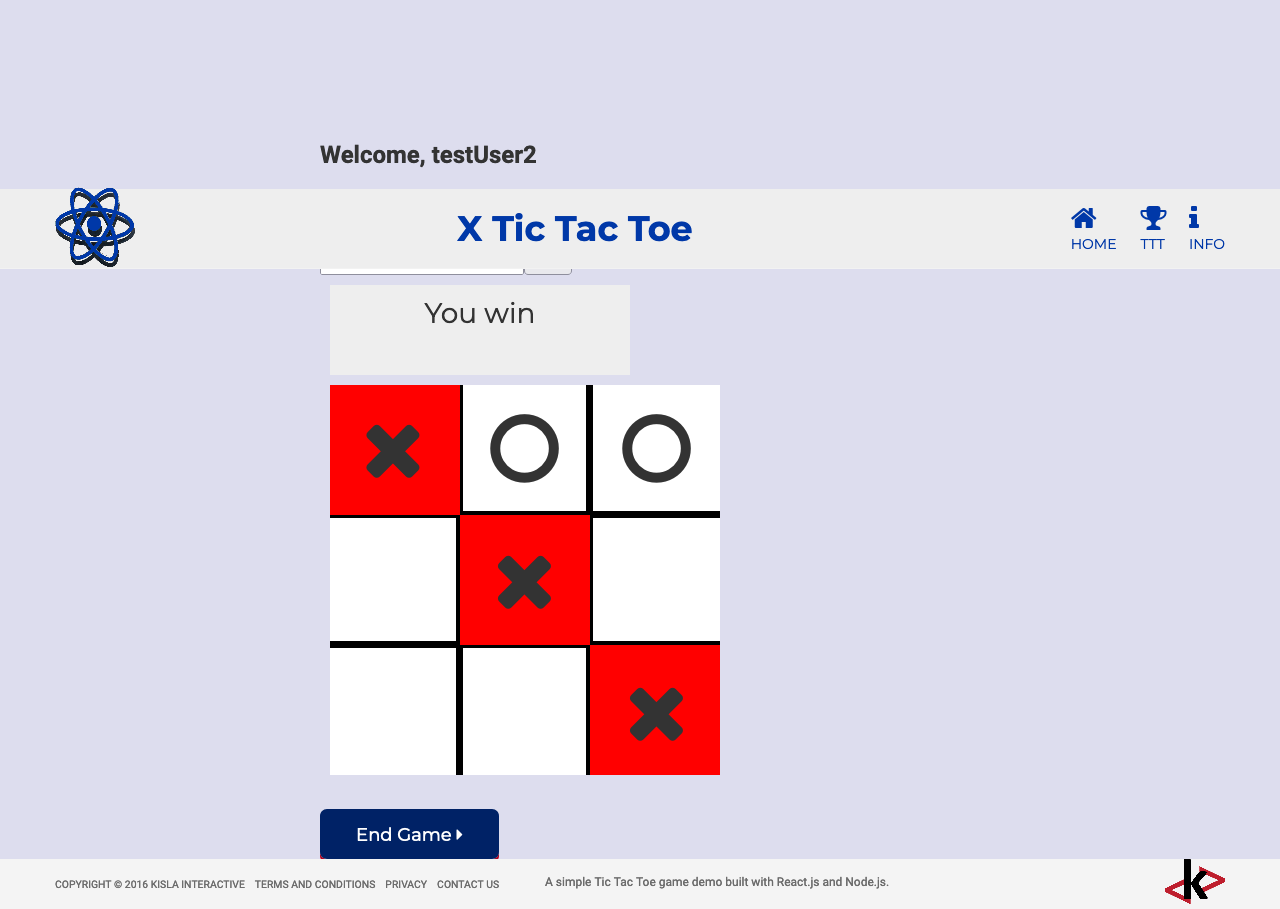 Welcome, testUser2
X Tic Tac Toe
HOME TTT INFO
You win
End Game
COPYRIGHT © 2016 KISLA INTERACTIVE TERMS AND CONDITIONS PRIVACY CONTACT US
A simple Tic Tac Toe game demo built with React.js and Node.js.